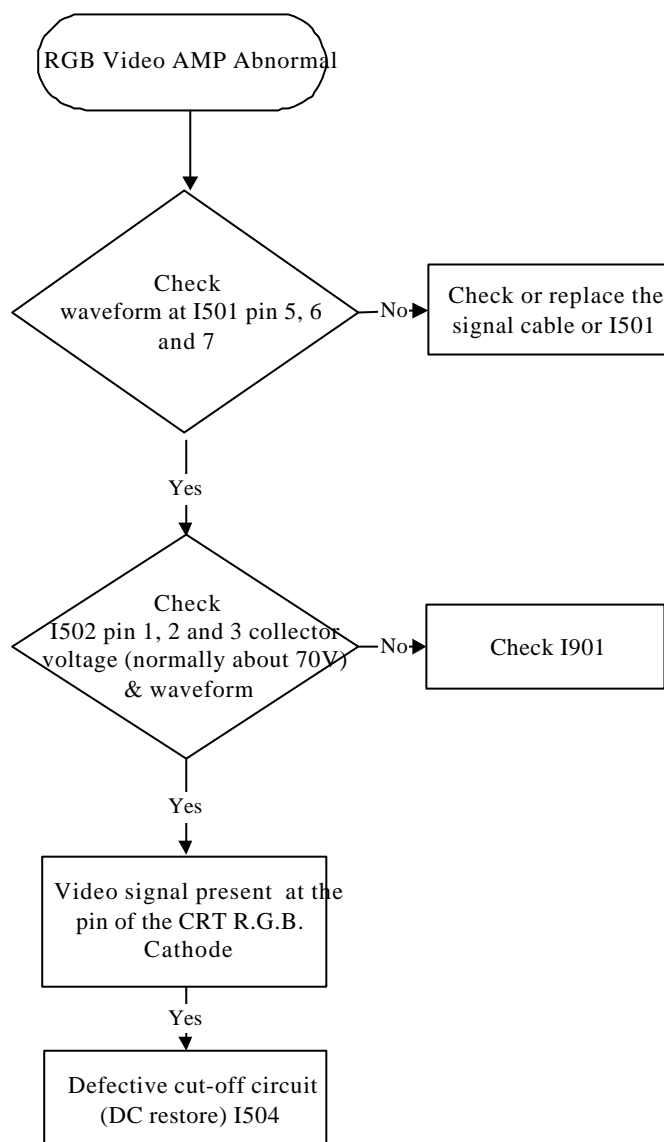 RGB Video AMP Abnormal
Check
waveform at I501 pin 5, 6
and 7
No
Check or replace the
signal cable or I501
Yes
Check
I502 pin 1, 2 and 3 collector
voltage (normally about 70V)
& waveform
No
Check I901
Yes
Video signal present at the
pin of the CRT R.G.B.
Cathode
Yes
Defective cut-off circuit
(DC restore) I504